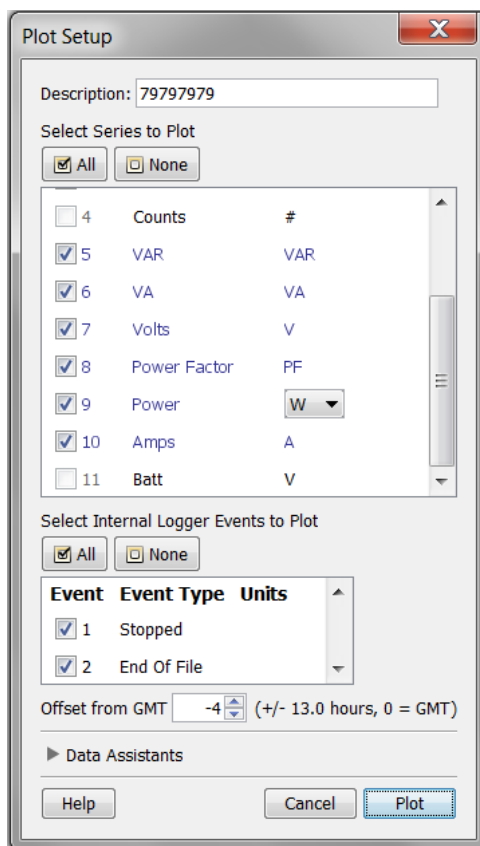 Plot Setup
Description: 79797979
Select Series to Plot
All None
4 Counts #
5 VAR VAR
6 VA VA
7 Volts V
8 Power Factor PF
9 Power W
10 Amps A
11 Batt V
Select Internal Logger Events to Plot
All None
Event Event Type Units
1 Stopped
2 End Of File
Offset from GMT -4 (+/- 13.0 hours, 0 = GMT)
Data Assistants
Help Cancel Plot